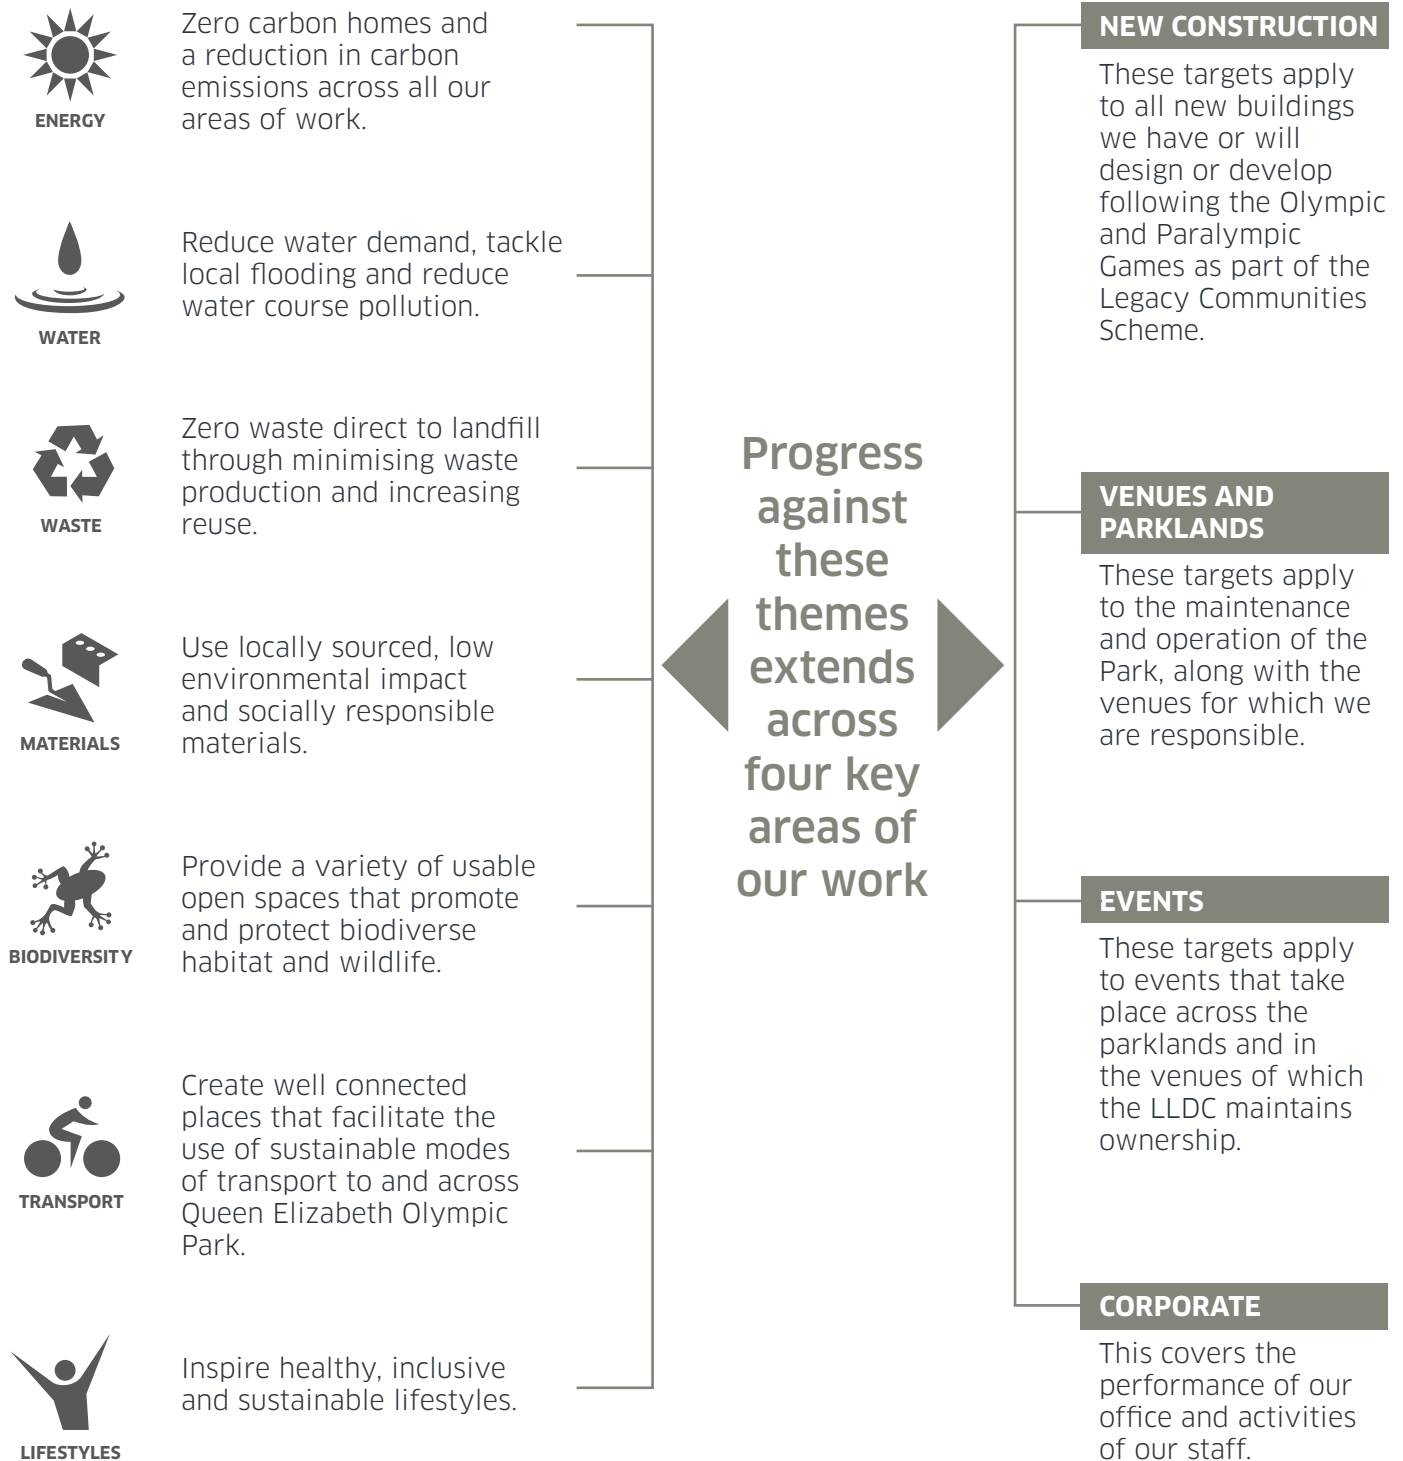 ENERGY
Zero carbon homes and
a reduction in carbon
emissions across all our
areas of work.
WATER
Reduce water demand, tackle
local flooding and reduce
water course pollution.
WASTE
Zero waste direct to landfill
through minimising waste
production and increasing
reuse.
MATERIALS
Use locally sourced, low
environmental impact
and socially responsible
materials.
BIODIVERSITY
Provide a variety of usable
open spaces that promote
and protect biodiverse
habitat and wildlife.
TRANSPORT
Create well connected
places that facilitate the
use of sustainable modes
of transport to and across
Queen Elizabeth Olympic
Park.
LIFESTYLES
Inspire healthy, inclusive
and sustainable lifestyles.
Progress
against
these
themes
extends
across
four key
areas of
our work
NEW CONSTRUCTION
These targets apply
to all new buildings
we have or will
design or develop
following the Olympic
and Paralympic
Games as part of the
Legacy Communities
Scheme.
VENUES AND
PARKLANDS
These targets apply
to the maintenance
and operation of the
Park, along with the
venues for which we
are responsible.
EVENTS
These targets apply
to events that take
place across the
parklands and in
the venues of which
the LLDC maintains
ownership.
CORPORATE
This covers the
performance of our
office and activities
of our staff.